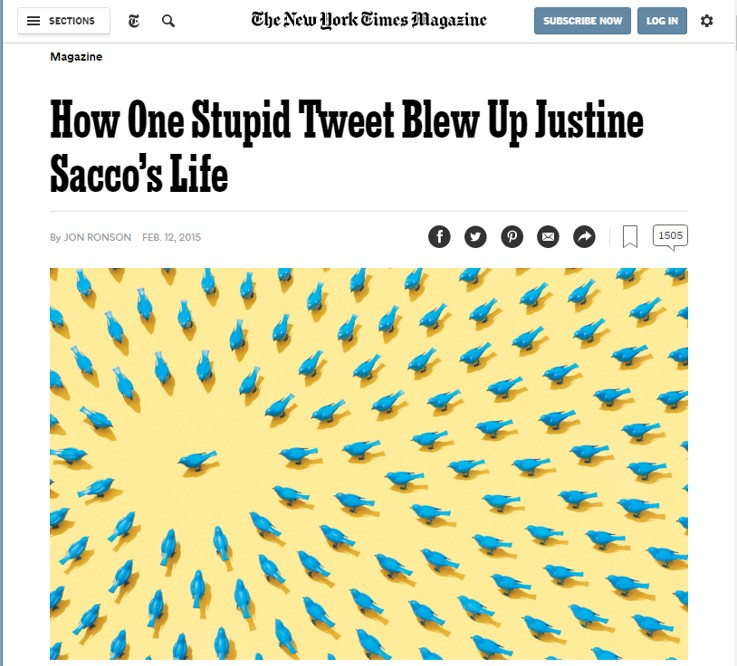 SECTIONS
The New York Times Magazine
SUBSCRIBE NOW
LOG IN
Magazine
How One Stupid Tweet Blew Up Justine
Sacco's Life
By JON RONSON FEB. 12, 2015
1505